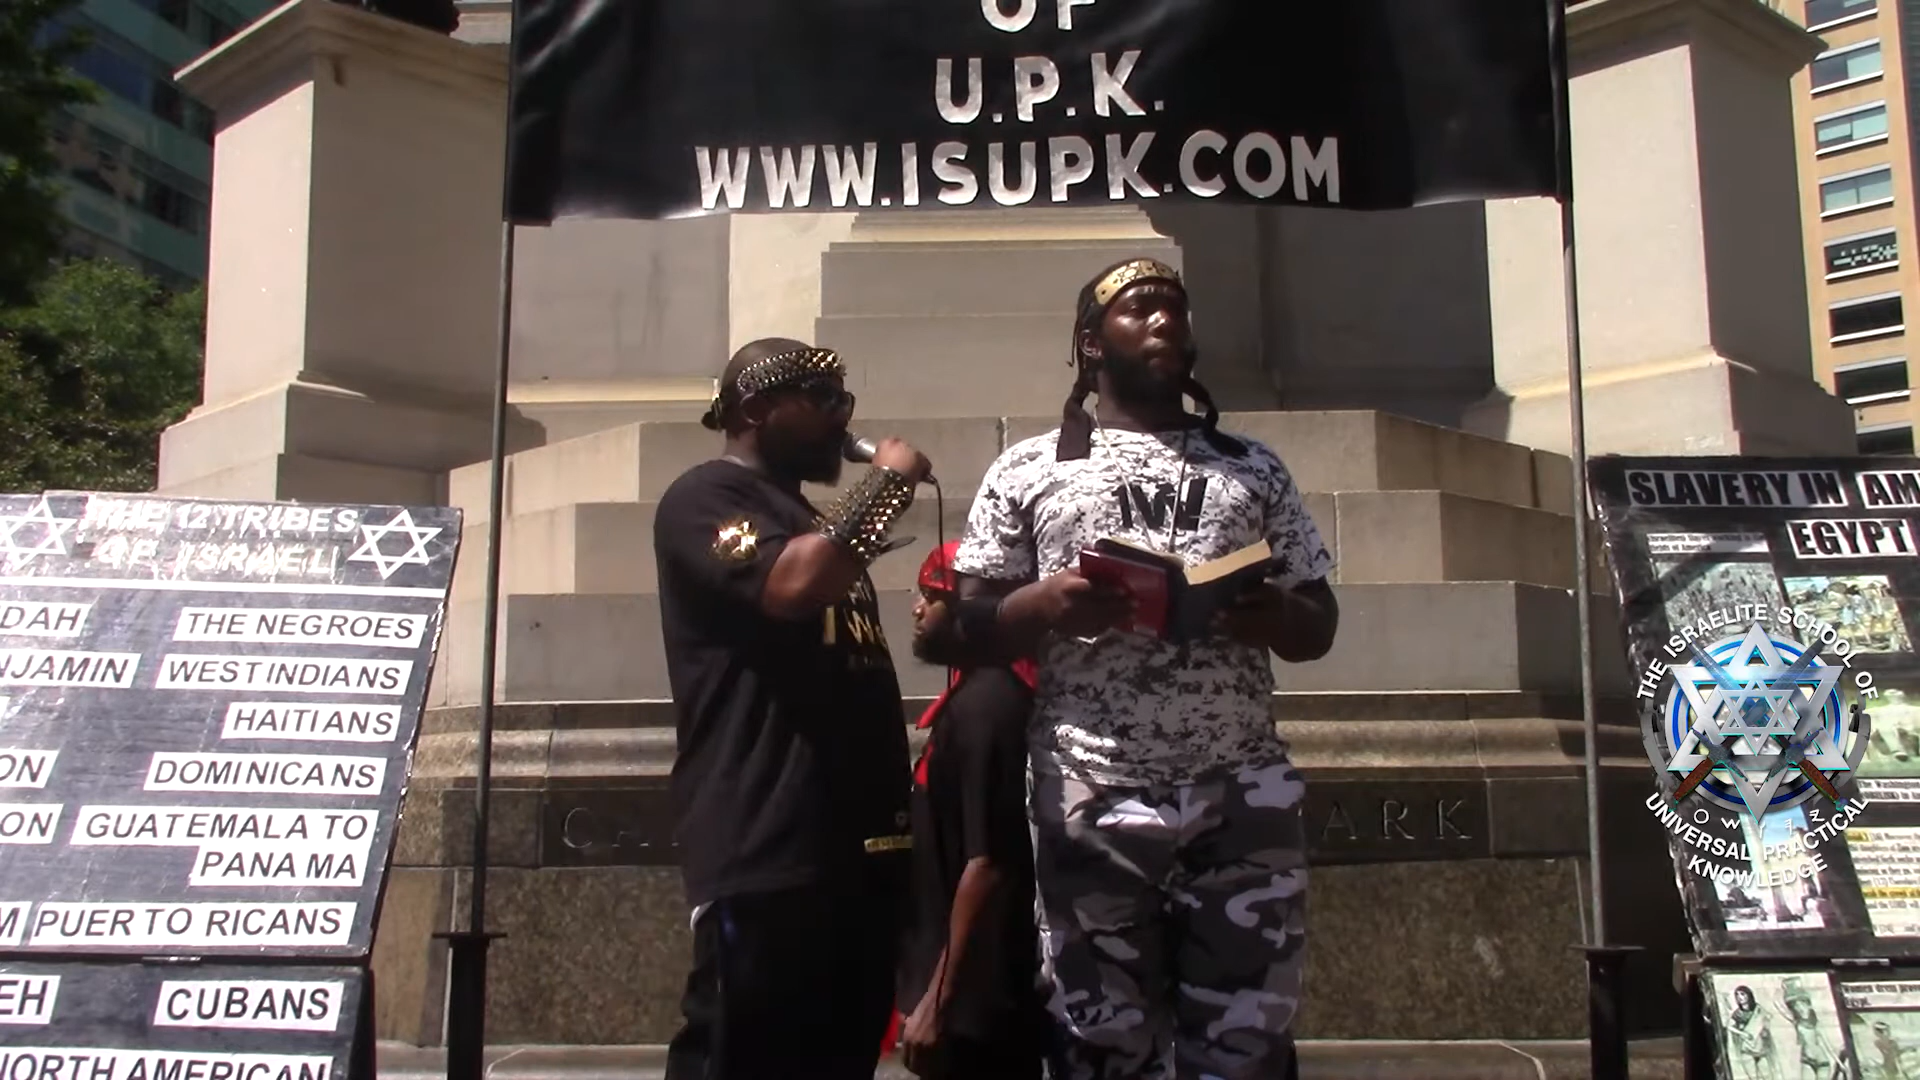 OF
U.P.K.
WWW.ISUPK.COM
THE 12 TRIBES
OF ISRAEL
DAH THE NEGROES
NJAMIN WEST INDIANS
HAITIANS
ON DOMINICANS
ON GUATEMALA TO
PANAMA
M PUERTO RICANS
EH CUBANS
NORTH AMERICAN
W
I W
CA
ARK
SLAVERY IN AM
EGYPT
THE ISRAELITE SCHOOL OF
UNIVERSAL PRACTICAL
KNOWLEDGE